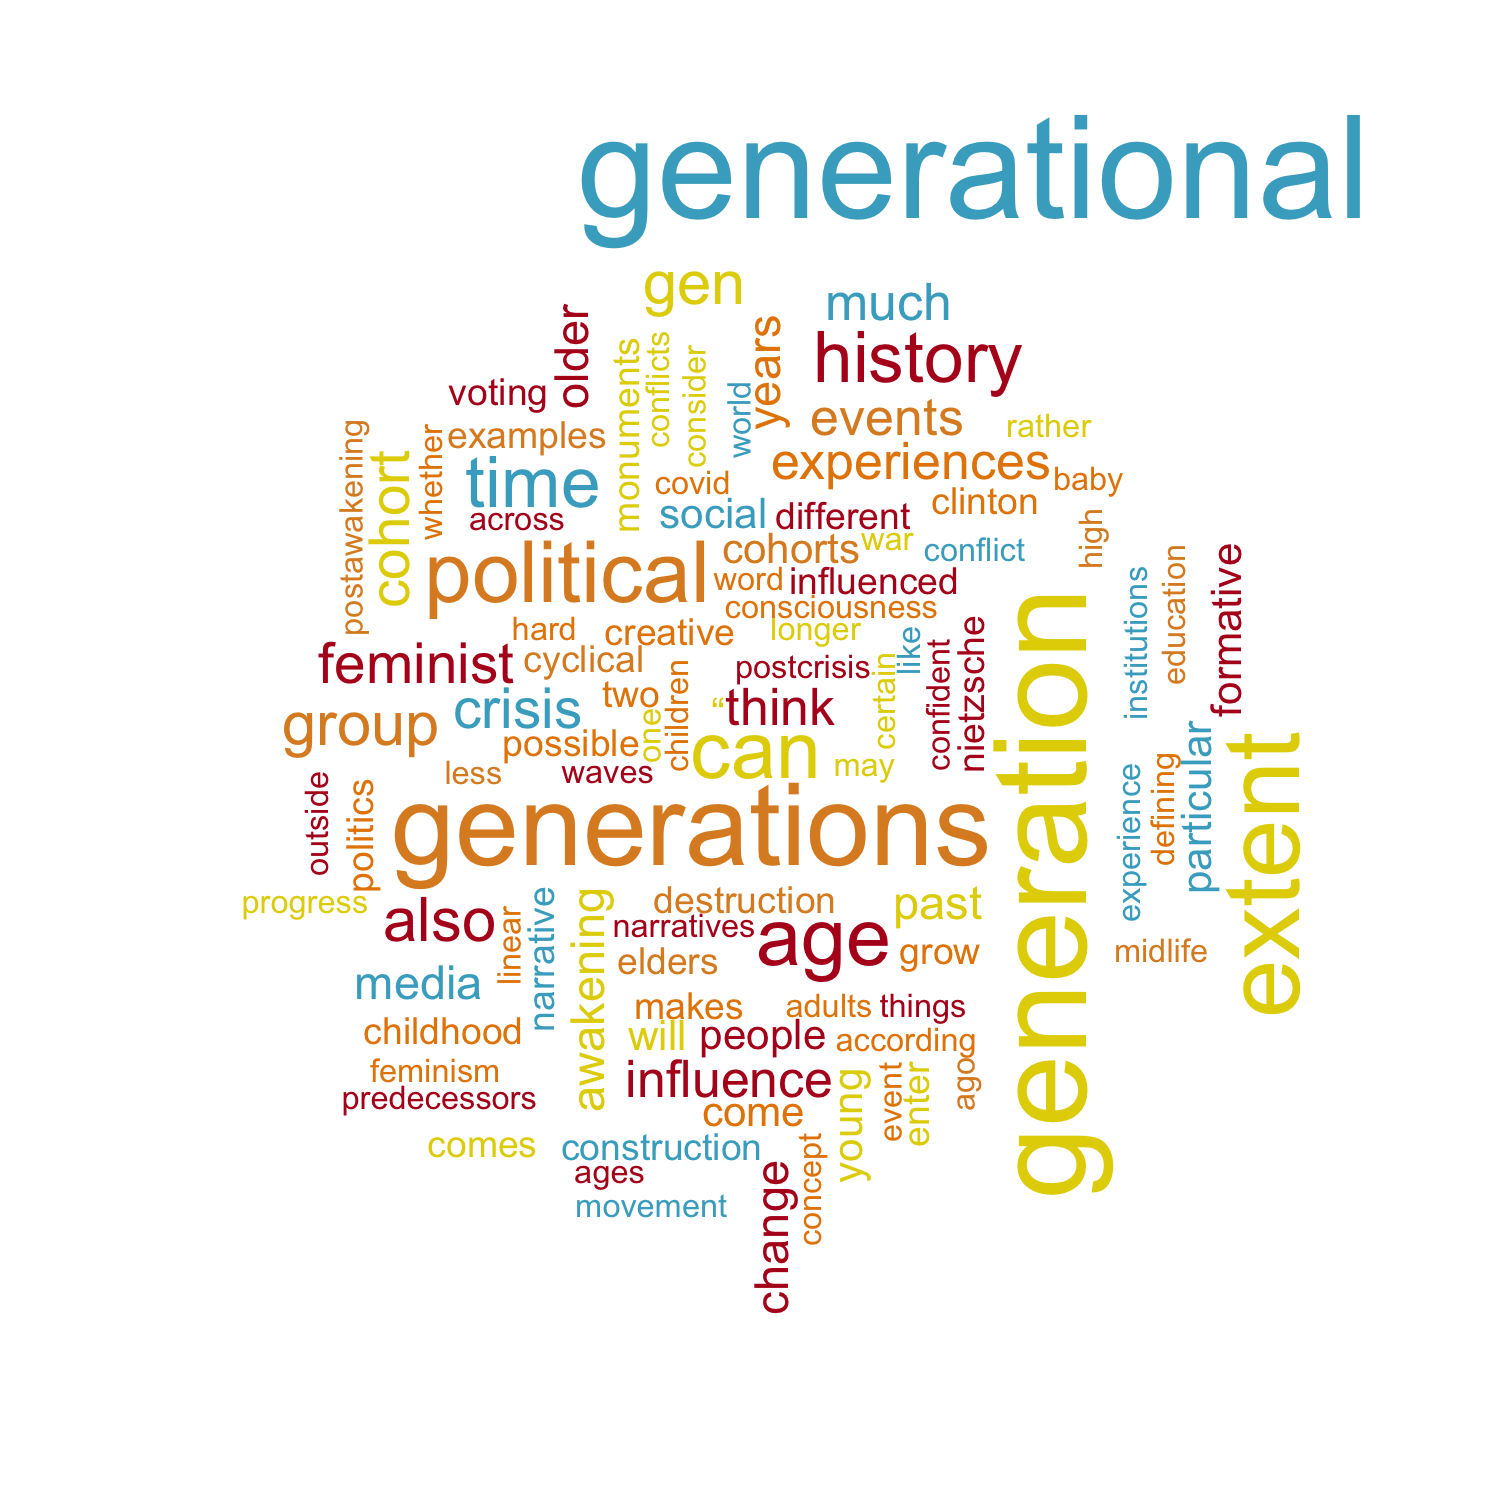 generational
gen
much
older
years
history
monuments
conflicts
consider
world
voting
events
rather
examples
whether
postawakening
cohort
time
experiences
baby
covid
clinton
across
social
different
high
political
cohorts
war
conflict
word
influenced
institutions
education
formative
consciousness
hard
creative
longer
like
feminist
cyclical
postcrisis
certain
confident
nietzsche
generation
two
children
“
think
group
crisis
one
possible
can
may
less
waves
particular
extent
outside
politics
generations
experience
defining
progress
also
linear
narrative
awakening
destruction
past
narratives
age
grow
elders
midlife
media
makes
adults
things
childhood
will
people
according
feminism
influence
ago
predecessors
come
young
event
enter
comes
construction
change
concept
ages
movement